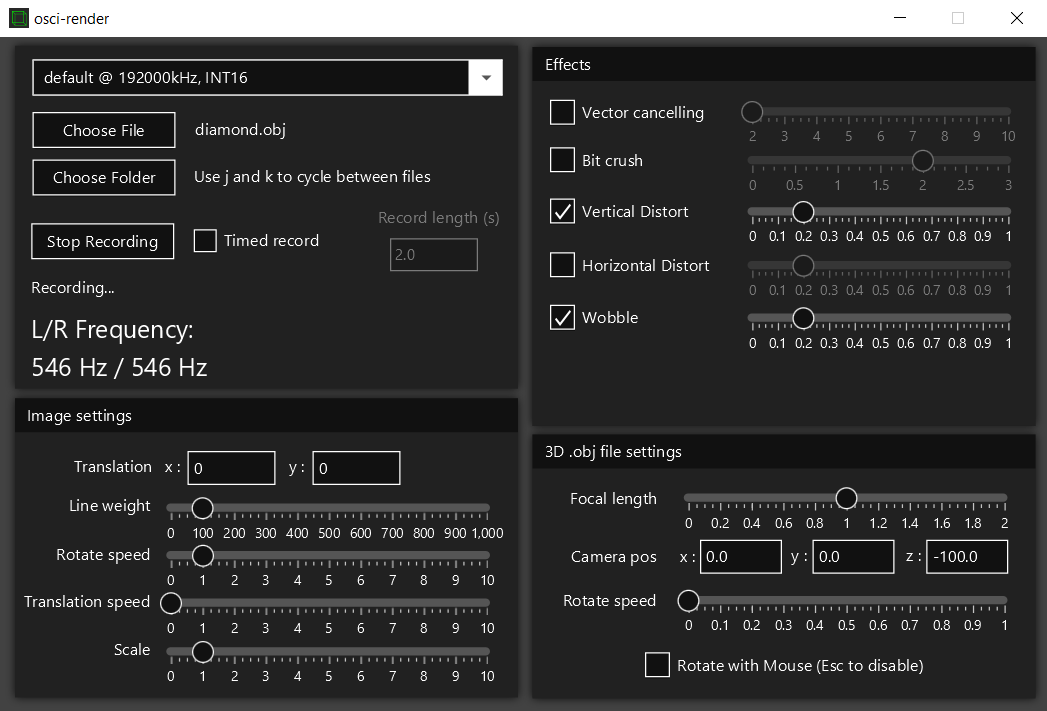 osci-render
default @ 192000kHz, INT16
Choose File diamond.obj
Choose Folder Use j and k to cycle between files
Record length (s)
Stop Recording Timed record 2.0
Recording...
L/R Frequency:
546 Hz / 546 Hz
Image settings
Translation x : 0 y : 0
Line weight
0 100 200 300 400 500 600 700 800 900 1,000
Rotate speed
0 1 2 3 4 5 6 7 8 9 10
Translation speed
0 1 2 3 4 5 6 7 8 9 10
Scale
0 1 2 3 4 5 6 7 8 9 10
Effects
Vector cancelling
2 3 4 5 6 7 8 9 10
Bit crush
0 0.5 1 1.5 2 2.5 3
Vertical Distort
0 0.1 0.2 0.3 0.4 0.5 0.6 0.7 0.8 0.9 1
Horizontal Distort
0 0.1 0.2 0.3 0.4 0.5 0.6 0.7 0.8 0.9 1
Wobble
0 0.1 0.2 0.3 0.4 0.5 0.6 0.7 0.8 0.9 1
3D .obj file settings
Focal length
0 0.2 0.4 0.6 0.8 1 1.2 1.4 1.6 1.8 2
Camera pos x : 0.0 y : 0.0 z : -100.0
Rotate speed
0 0.1 0.2 0.3 0.4 0.5 0.6 0.7 0.8 0.9 1
Rotate with Mouse (Esc to disable)